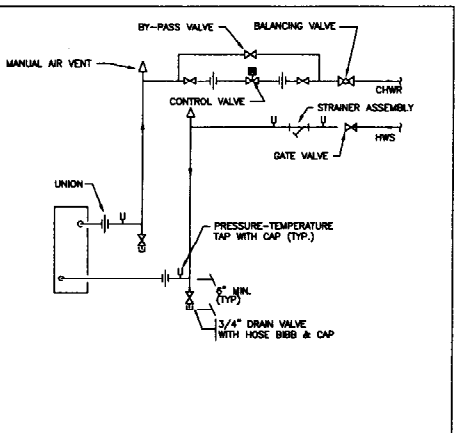 BY-PASS VALVE
BALANCING VALVE
MANUAL AIR VENT
CHWR
CONTROL VALVE
STRAINER ASSEMBLY
HWS
GATE VALVE
UNION
PRESSURE-TEMPERATURE
TAP WITH CAP (TYP.)
6" MIN.
(TYP)
3/4" DRAIN VALVE
WITH HOSE BIBB & CAP